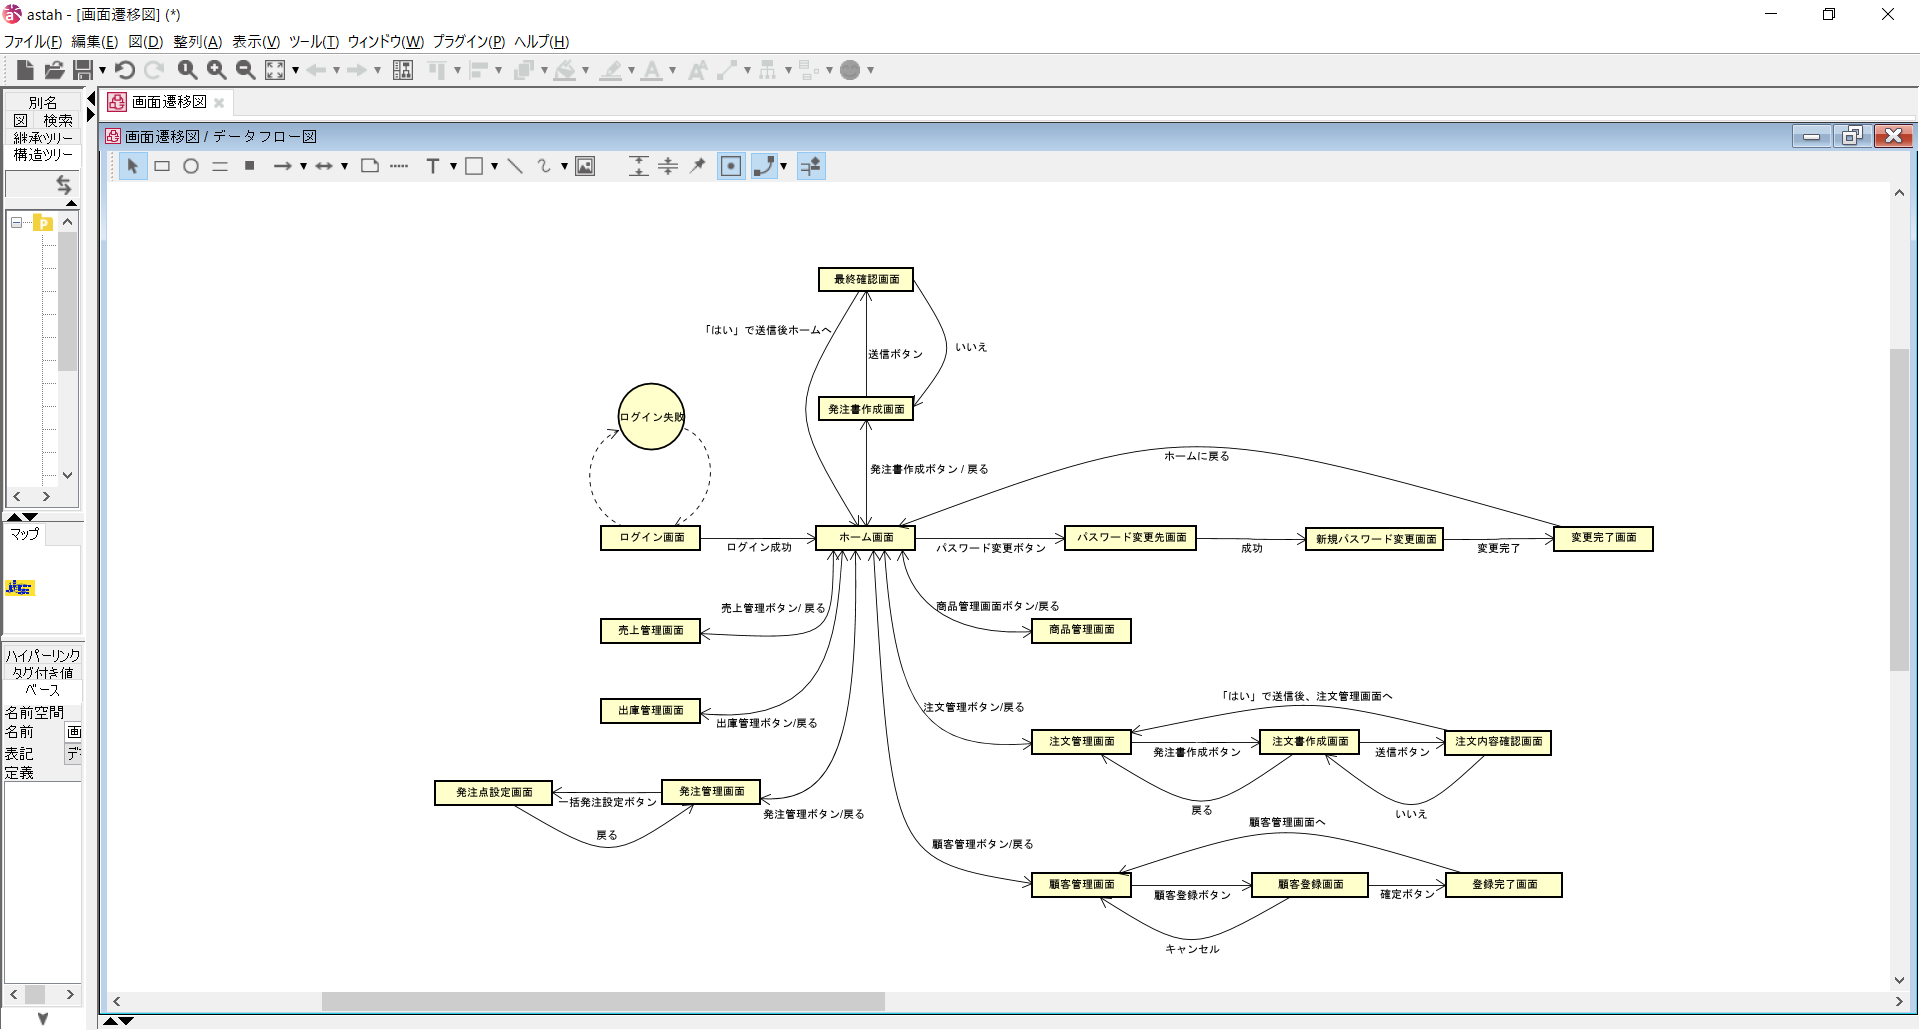 astah - [画面遷移図] (*)
ファイル(F) 編集(E) 図(D) 整列(A) 表示(V) ツール(T) ウィンドウ(W) プラグイン(P) ヘルプ(H)
別名
図 検索
継承ツリー
構造ツリー
画面遷移図
画面遷移図 / データフロー図
T
P
マップ
ハイパーリンク
タグ付き値
ベース
名前空間
名前 画
表記 デ
定義
最終確認画面
「はい」で送信後ホームへ
送信ボタン
いいえ
発注書作成画面
ログイン失敗
発注書作成ボタン / 戻る
ホームに戻る
ログイン画面
ログイン成功
ホーム画面
パスワード変更ボタン
パスワード変更先画面
成功
新規パスワード変更画面
変更完了
変更完了画面
売上管理ボタン/ 戻る
売上管理画面
商品管理画面ボタン/戻る
商品管理画面
出庫管理画面
出庫管理ボタン/戻る
注文管理ボタン/戻る
「はい」で送信後、注文管理画面へ
注文管理画面
発注書作成ボタン
注文書作成画面
送信ボタン
注文内容確認画面
戻る
いいえ
発注点設定画面
一括発注設定ボタン
発注管理画面
発注管理ボタン/戻る
戻る
顧客管理ボタン/戻る
顧客管理画面へ
顧客管理画面
顧客登録ボタン
顧客登録画面
確定ボタン
登録完了画面
キャンセル